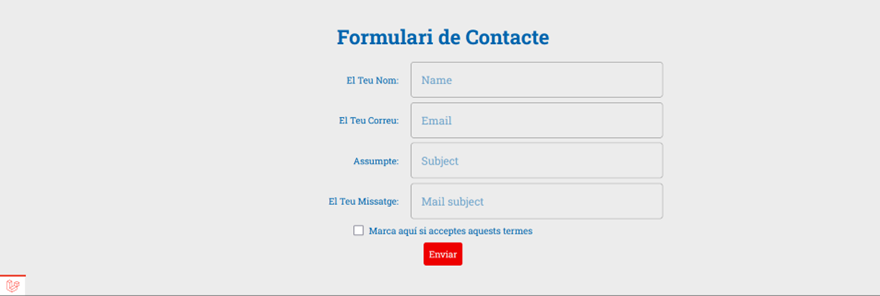 Formulari de Contacte
El Teu Nom: Name
El Teu Correu: Email
Assumpte: Subject
El Teu Missatge: Mail subject
Marca aquí si acceptes aquests termes
Enviar